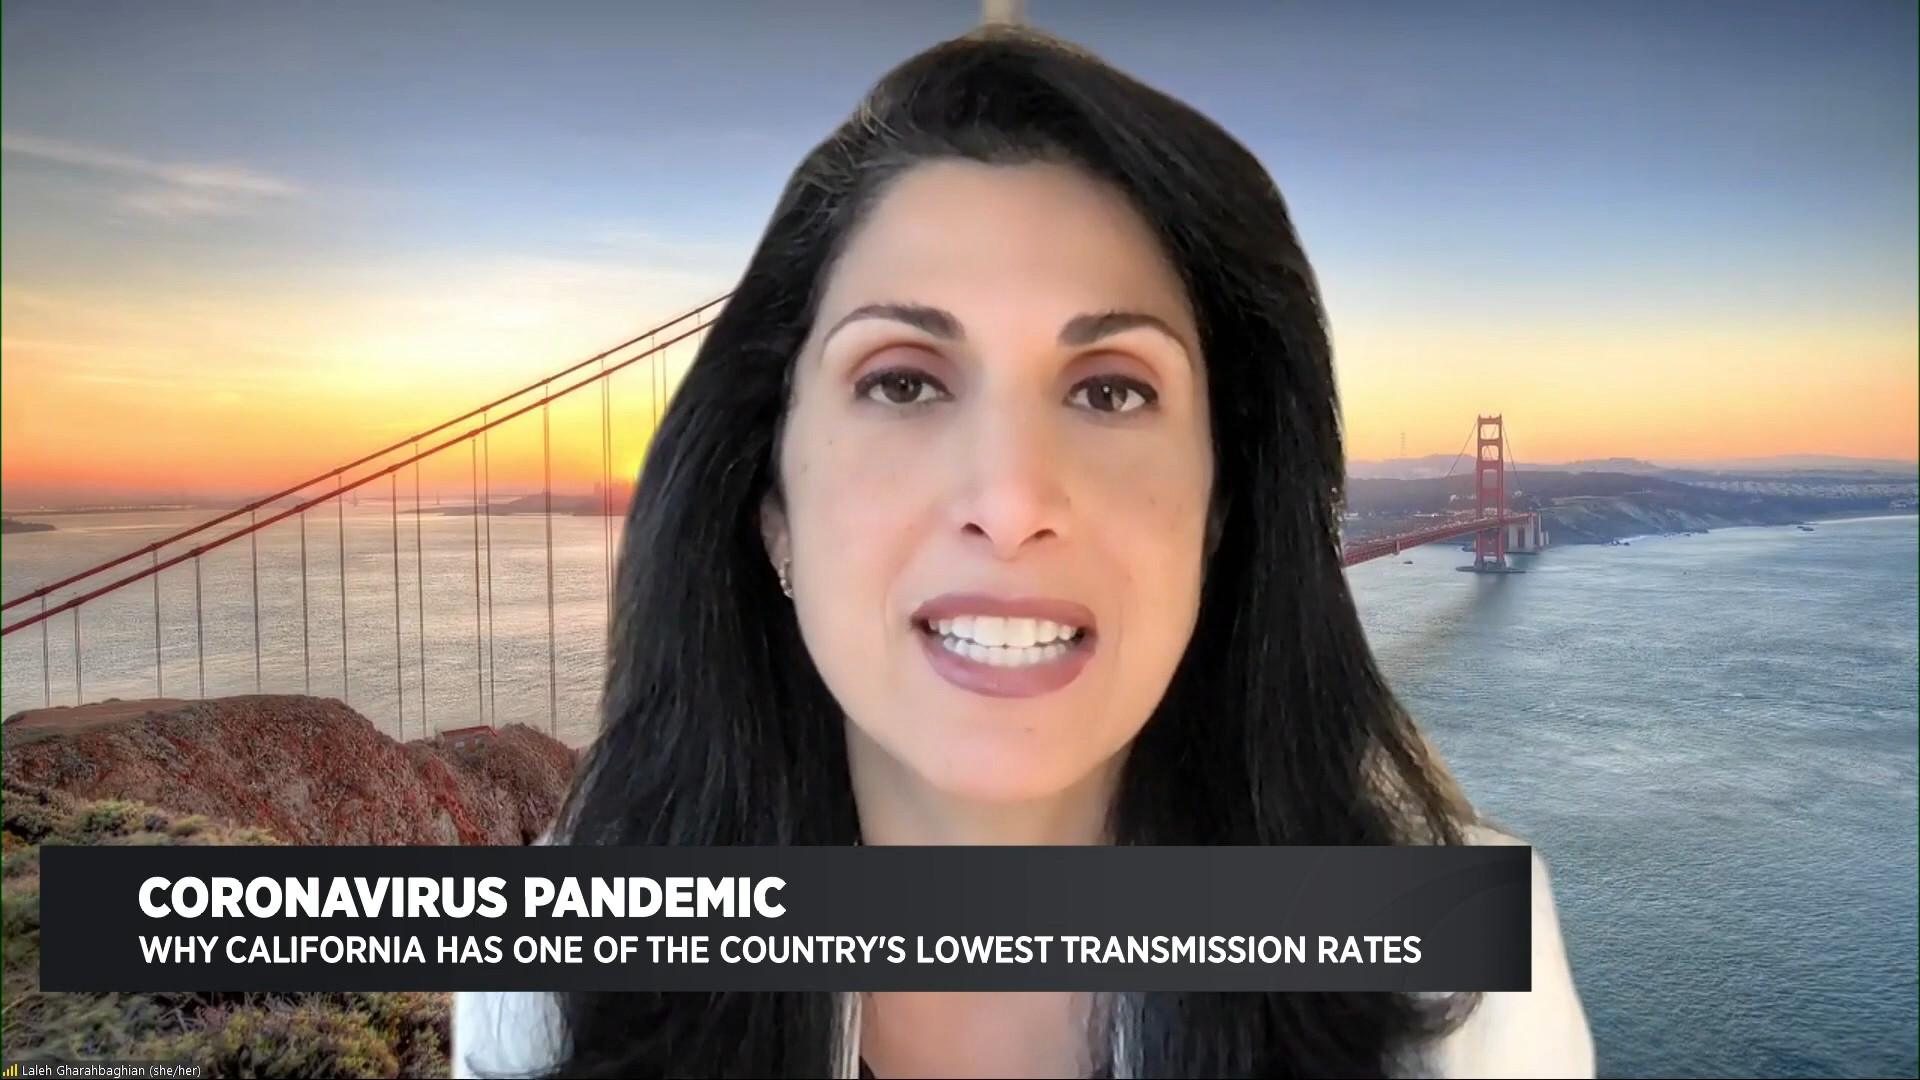 CORONAVIRUS PANDEMIC
WHY CALIFORNIA HAS ONE OF THE COUNTRY'S LOWEST TRANSMISSION RATES
Laleh Gharahbaghian (she/her)